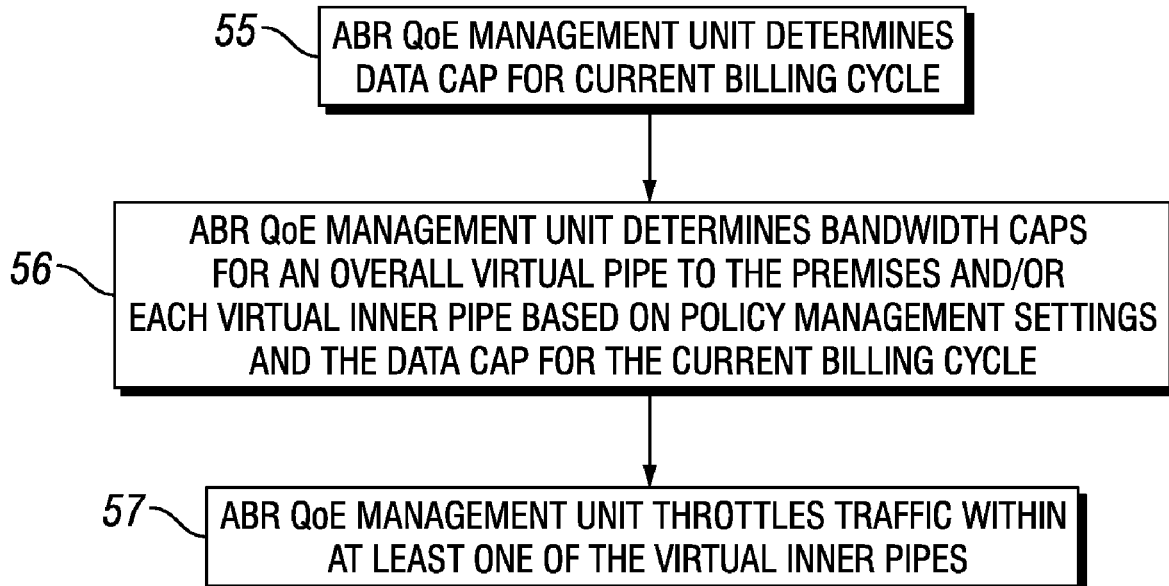 55
ABR QoE MANAGEMENT UNIT DETERMINES
DATA CAP FOR CURRENT BILLING CYCLE
56
ABR QoE MANAGEMENT UNIT DETERMINES BANDWIDTH CAPS
FOR AN OVERALL VIRTUAL PIPE TO THE PREMISES AND/OR
EACH VIRTUAL INNER PIPE BASED ON POLICY MANAGEMENT SETTINGS
AND THE DATA CAP FOR THE CURRENT BILLING CYCLE
57
ABR QoE MANAGEMENT UNIT THROTTLES TRAFFIC WITHIN
AT LEAST ONE OF THE VIRTUAL INNER PIPES